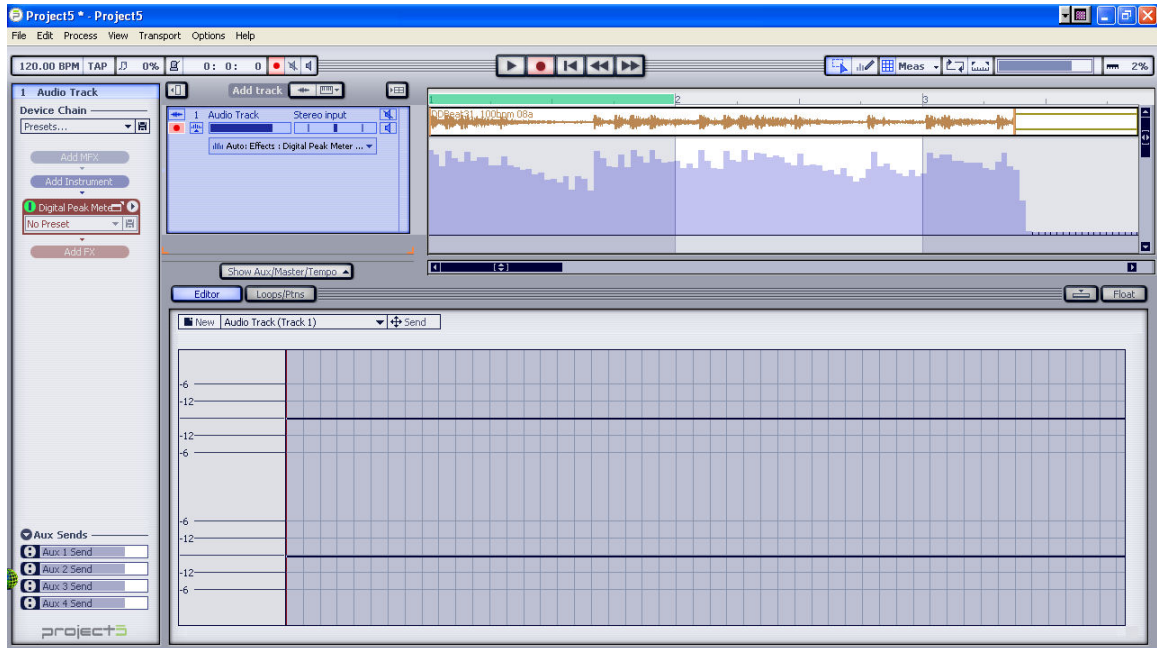 Project5 * - Project5
File Edit Process View Transport Options Help
120.00 BPM TAP 0% 0: 0: 0 Meas 2%
1 Audio Track
Device Chain
Presets...
Add MFX
Add Instrument
Digital Peak Mete
No Preset
Add FX
Aux Sends
Aux 1 Send
Aux 2 Send
Aux 3 Send
Aux 4 Send
project5
Add track
1 Audio Track Stereo input
Auto: Effects : Digital Peak Meter ...
Show Aux/Master/Tempo
1 2 3
100bpm 08a
Editor Loops/Ptns Float
New Audio Track (Track 1) Send
-6
-12
-12
-6
-6
-12
-12
-6